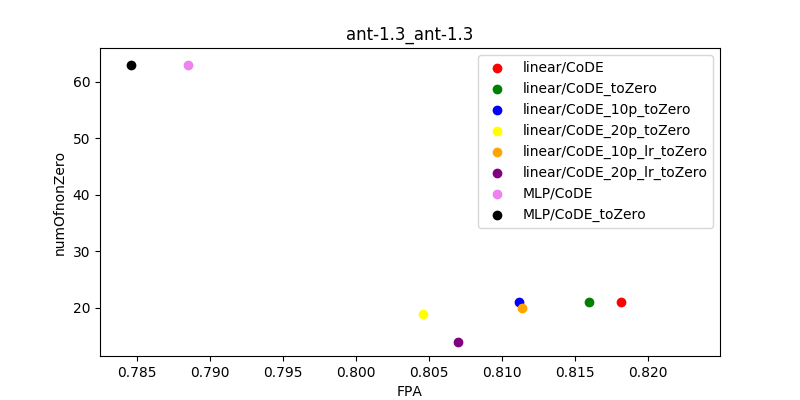 ant-1.3_ant-1.3
numOfnonZero
60
50
40
30
20
linear/CoDE
linear/CoDE_toZero
linear/CoDE_10p_toZero
linear/CoDE_20p_toZero
linear/CoDE_10p_lr_toZero
linear/CoDE_20p_lr_toZero
MLP/CoDE
MLP/CoDE_toZero
0.785 0.790 0.795 0.800 0.805 0.810 0.815 0.820
FPA